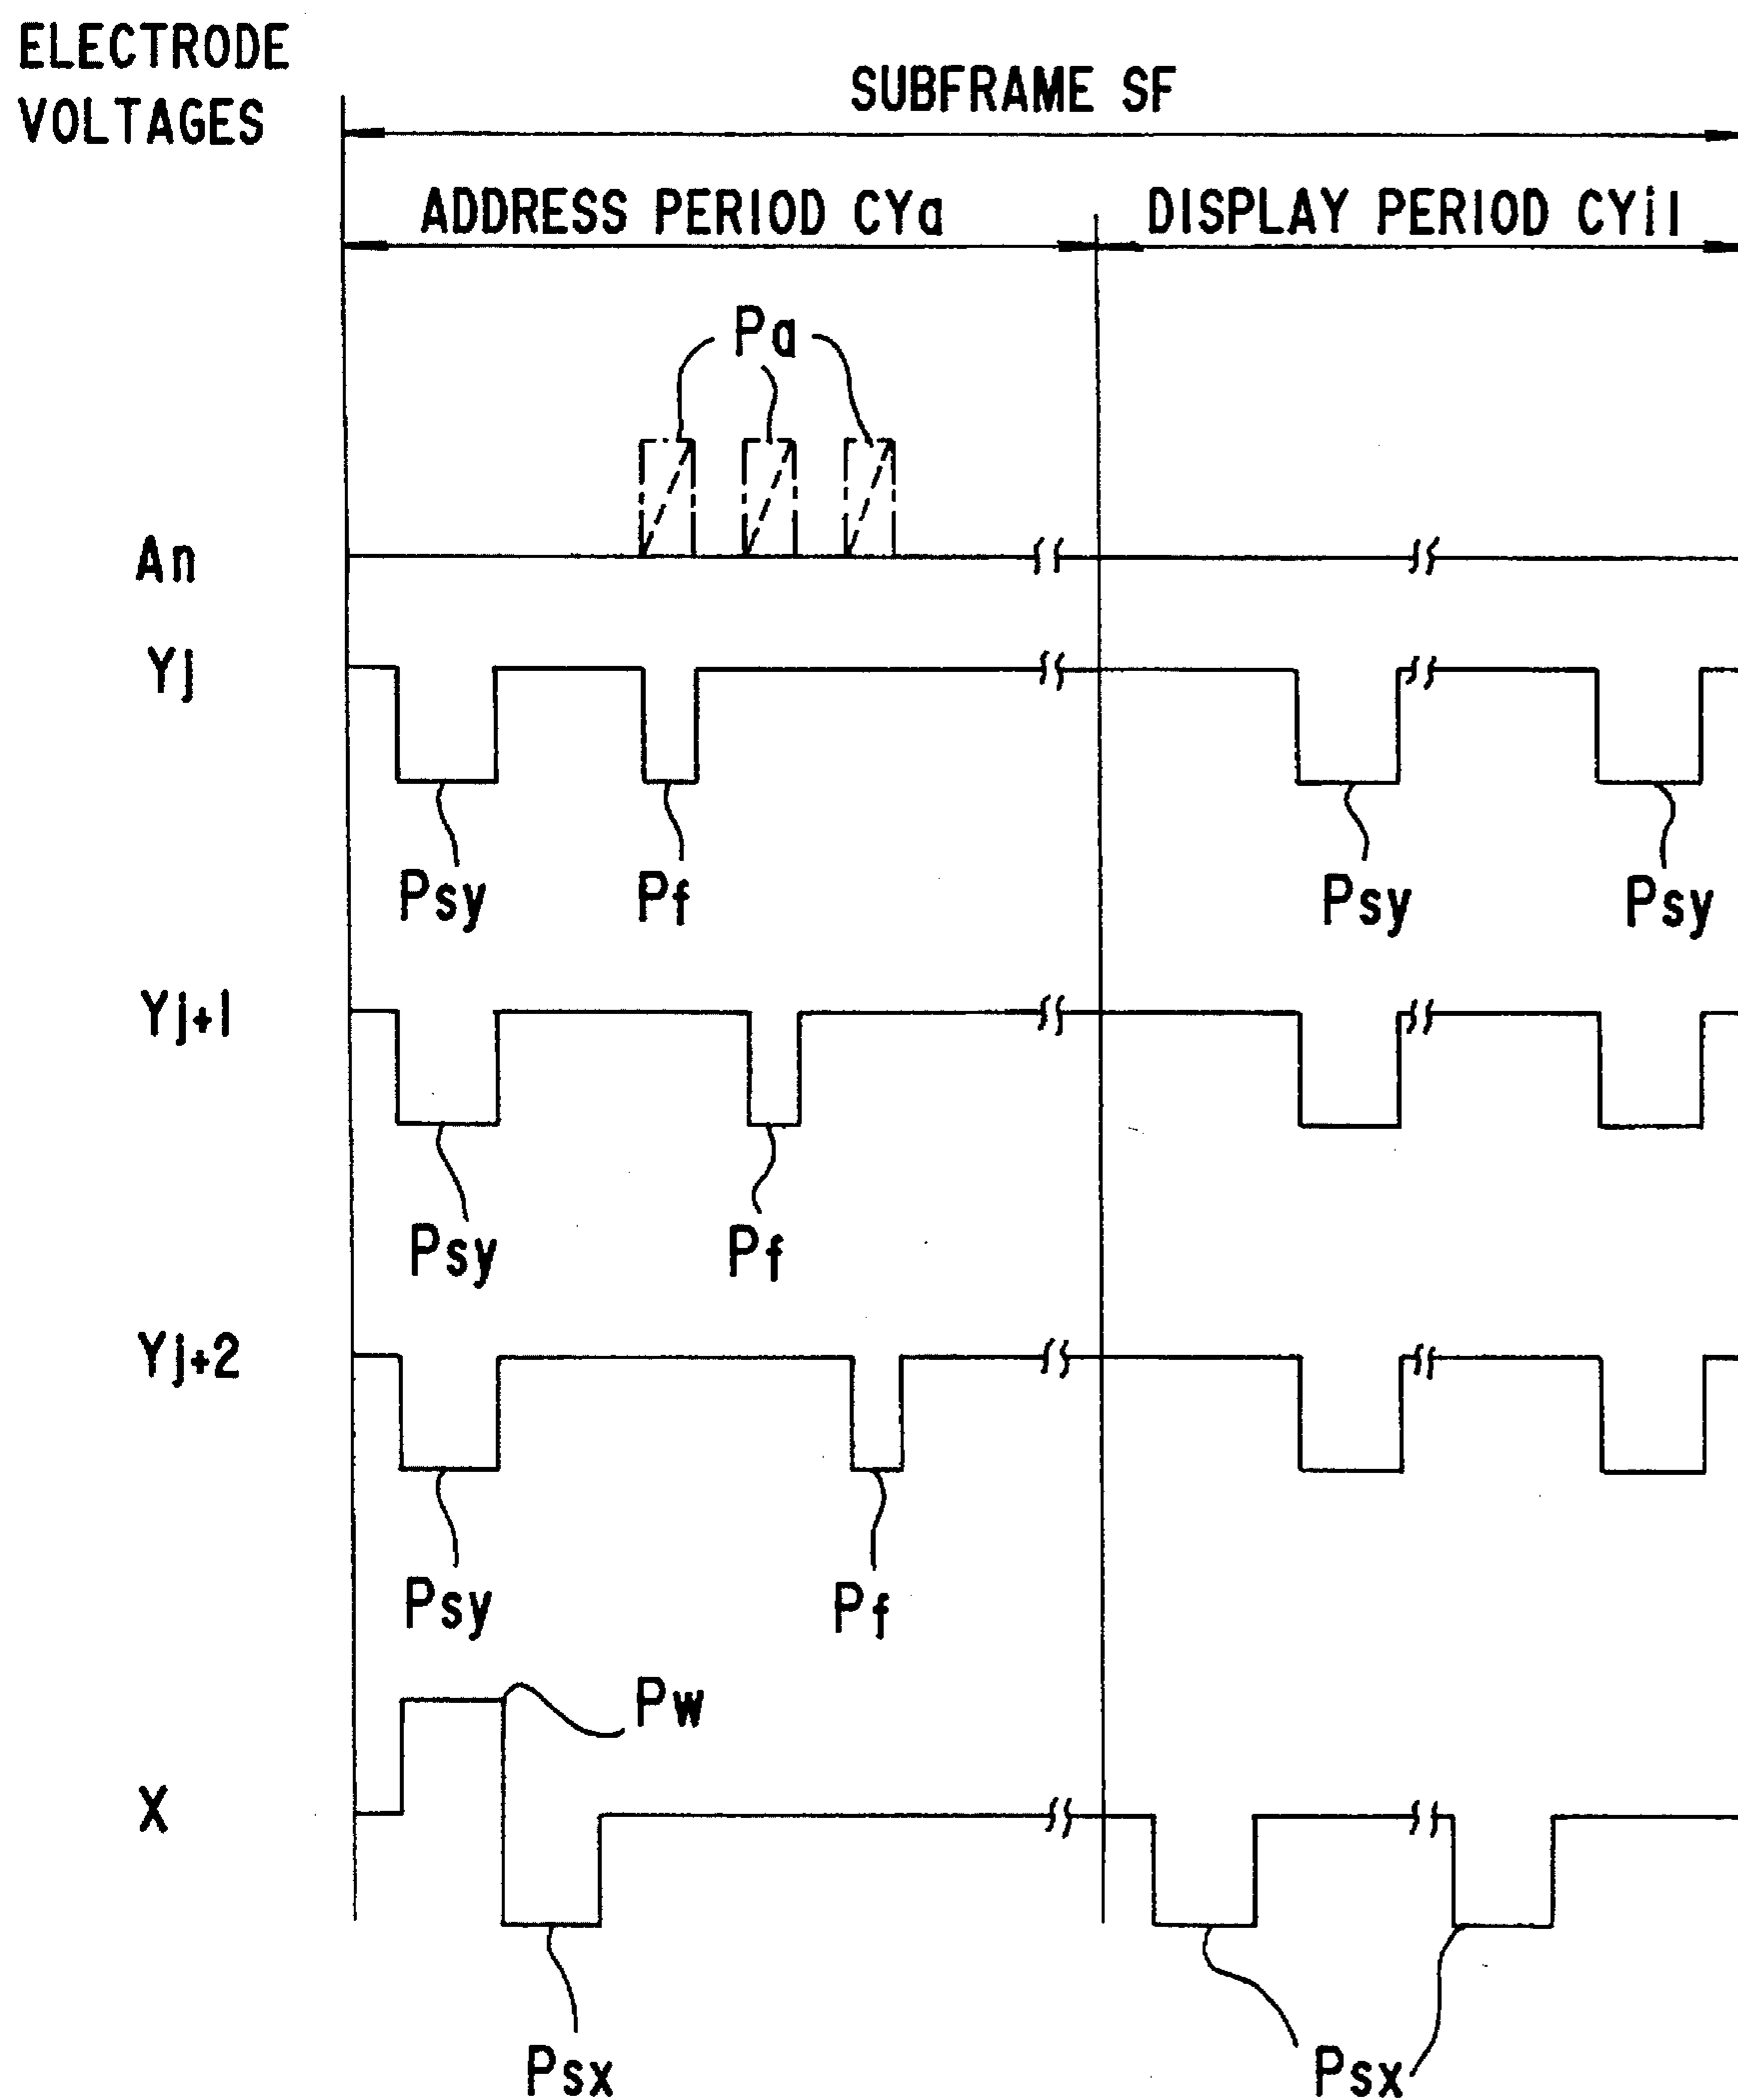 ELECTRODE
VOLTAGES
SUBFRAME SF
ADDRESS PERIOD CYa
DISPLAY PERIOD CYi1
Pa
An
Yj
Psy
Pf
Psy
Psy
Yj+1
Psy
Pf
Yj+2
Psy
Pf
Pw
X
Psx
Psx